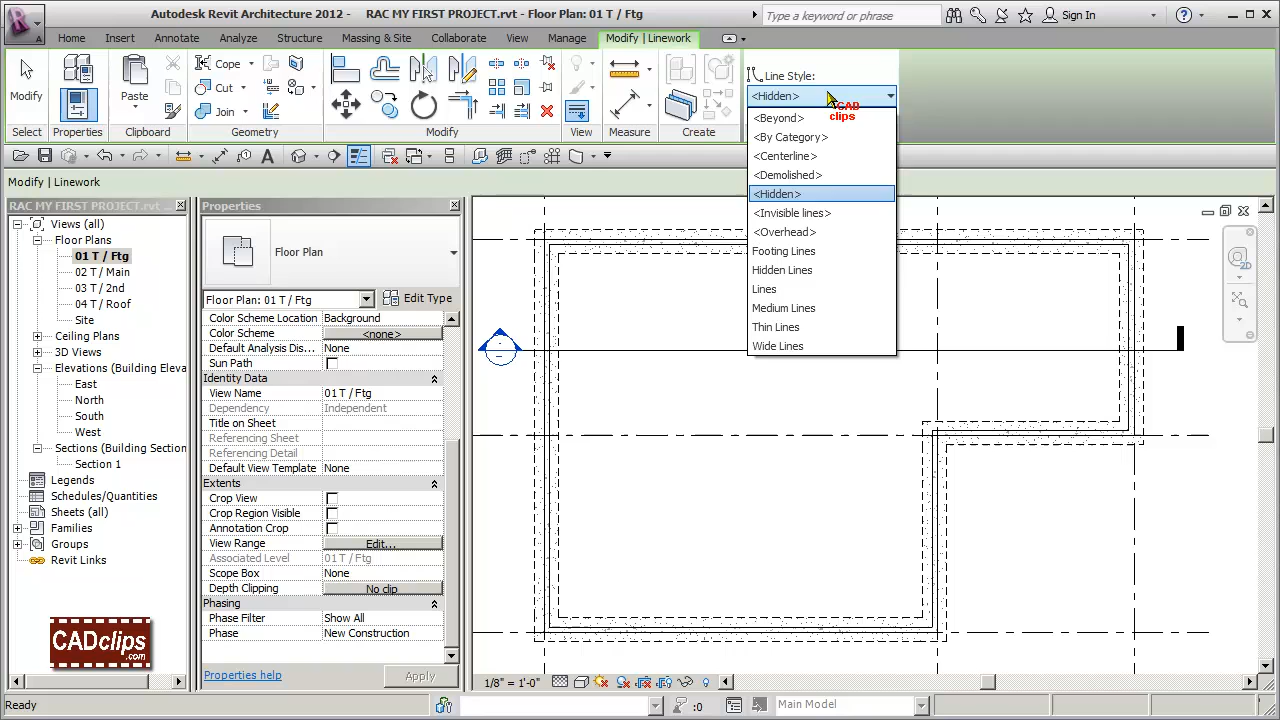 Autodesk Revit Architecture 2012 - RAC MY FIRST PROJECT.rvt - Floor Plan: 01 T / Ftg
Type a keyword or phrase
Sign In
Home Insert Annotate Analyze Structure Massing & Site Collaborate View Manage Modify | Linework
Modify
Properties
Paste
Cope
Cut
Join
View
Select Properties Clipboard Geometry Modify View Measure Create
Line Style:
<Hidden>
CAD
clips
<Beyond>
<By Category>
<Centerline>
<Demolished>
<Hidden>
<Invisible lines>
<Overhead>
Footing Lines
Hidden Lines
Lines
Medium Lines
Thin Lines
Wide Lines
Modify | Linework
RAC MY FIRST PROJECT.rvt
Views (all)
Floor Plans
01 T / Ftg
02 T / Main
03 T / 2nd
04 T / Roof
Site
Ceiling Plans
3D Views
Elevations (Building Eleva
East
North
South
West
Sections (Building Section
Section 1
Legends
Schedules/Quantities
Sheets (all)
Families
Groups
Revit Links
CADclips
.com
Properties
Floor Plan
Floor Plan: 01 T / Ftg
Edit Type
Color Scheme Location Background
Color Scheme <none>
Default Analysis Dis... None
Sun Path
Identity Data
View Name 01 T / Ftg
Dependency Independent
Title on Sheet
Referencing Sheet
Referencing Detail
Default View Template None
Extents
Crop View
Crop Region Visible
Annotation Crop
View Range Edit...
Associated Level 01 T / Ftg
Scope Box None
Depth Clipping No clip
Phasing
Phase Filter Show All
Phase New Construction
Properties help
Apply
1/8" = 1'-0"
Ready
:0
Main Model